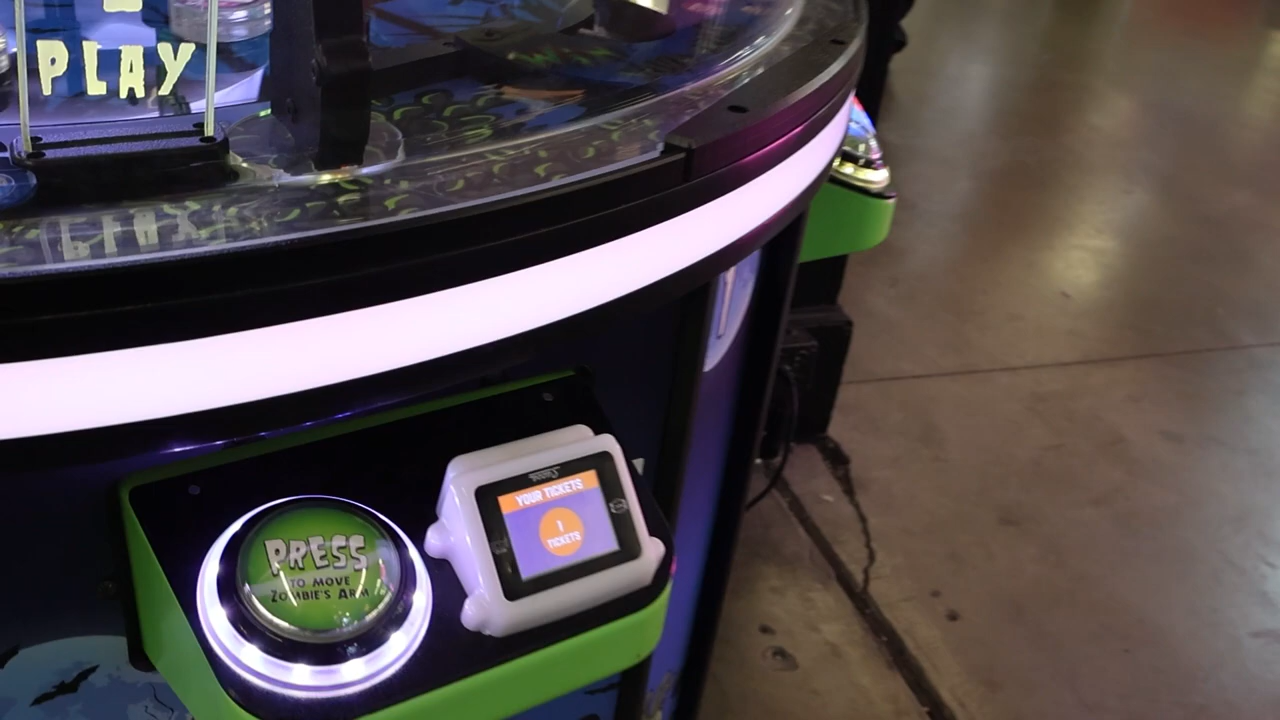 PLAY
YOUR TICKETS
1
TICKETS
PRESS
TO MOVE
ZOMBIE'S ARM